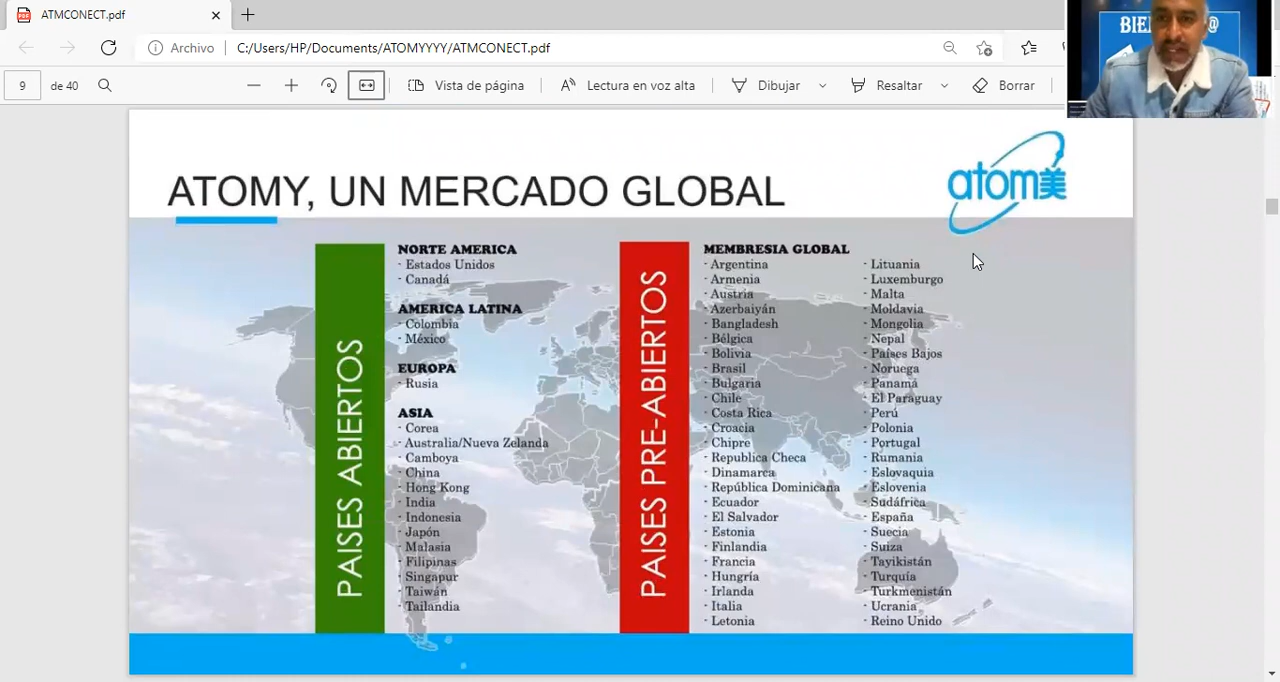 ATMCONECT.pdf
Archivo
C:/Users/HP/Documents/ATOMYYYY/ATMCONECT.pdf
9
de 40
Vista de página
Lectura en voz alta
Dibujar
Resaltar
Borrar
ATOMY, UN MERCADO GLOBAL
atom美
PAISES ABIERTOS
NORTE AMERICA
- Estados Unidos
- Canadá
AMERICA LATINA
- Colombia
- México
EUROPA
- Rusia
ASIA
- Corea
- Australia/Nueva Zelanda
- Camboya
- China
- Hong Kong
- India
- Indonesia
- Japón
- Malasia
- Filipinas
- Singapur
- Taiwán
- Tailandia
PAISES PRE-ABIERTOS
MEMBRESIA GLOBAL
- Argentina
- Armenia
- Austria
- Azerbaiyán
- Bangladesh
- Bélgica
- Bolivia
- Brasil
- Bulgaria
- Chile
- Costa Rica
- Croacia
- Chipre
- Republica Checa
- Dinamarca
- República Dominicana
- Ecuador
- El Salvador
- Estonia
- Finlandia
- Francia
- Hungría
- Irlanda
- Italia
- Letonia
- Lituania
- Luxemburgo
- Malta
- Moldavia
- Mongolia
- Nepal
- Países Bajos
- Noruega
- Panamá
- El Paraguay
- Perú
- Polonia
- Portugal
- Rumania
- Eslovaquia
- Eslovenia
- Sudáfrica
- España
- Suecia
- Suiza
- Tayikistán
- Turquía
- Turkmenistán
- Ucrania
- Reino Unido